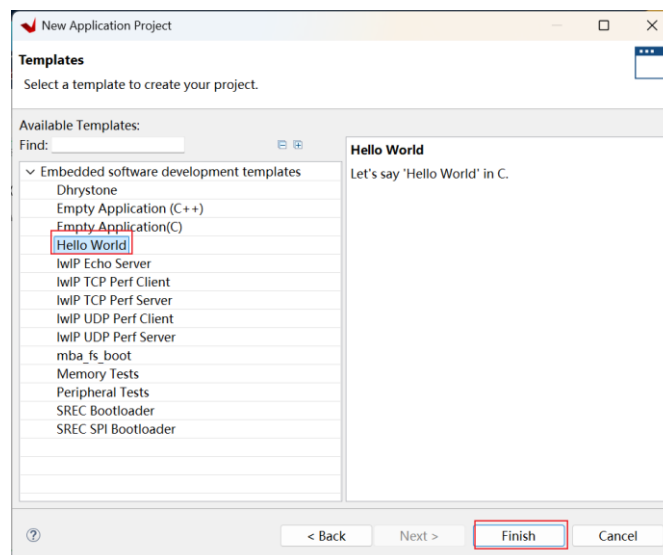 New Application Project
Templates
Select a template to create your project.
Available Templates:
Find:
Embedded software development templates
Dhrystone
Empty Application (C++)
Empty Application(C)
Hello World
lwIP Echo Server
lwIP TCP Perf Client
lwIP TCP Perf Server
lwIP UDP Perf Client
lwIP UDP Perf Server
mba_fs_boot
Memory Tests
Peripheral Tests
SREC Bootloader
SREC SPI Bootloader
Hello World
Let's say 'Hello World' in C.
?
< Back
Next >
Finish
Cancel